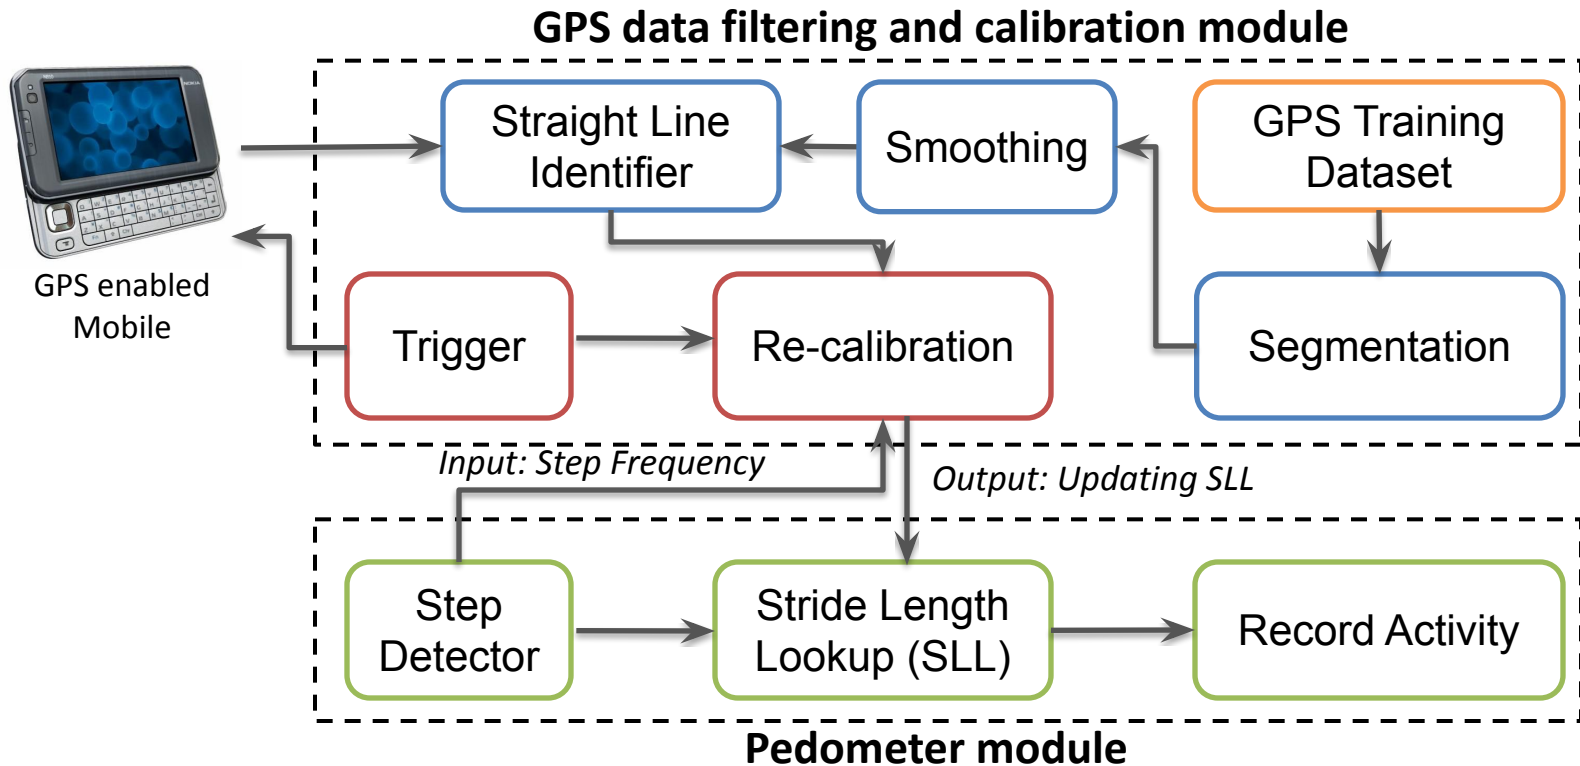 GPS data filtering and calibration module
Straight Line
Identifier
Smoothing
GPS Training
Dataset
GPS enabled
Mobile
Trigger
Re-calibration
Segmentation
Input: Step Frequency
Output: Updating SLL
Step
Detector
Stride Length
Lookup (SLL)
Record Activity
Pedometer module